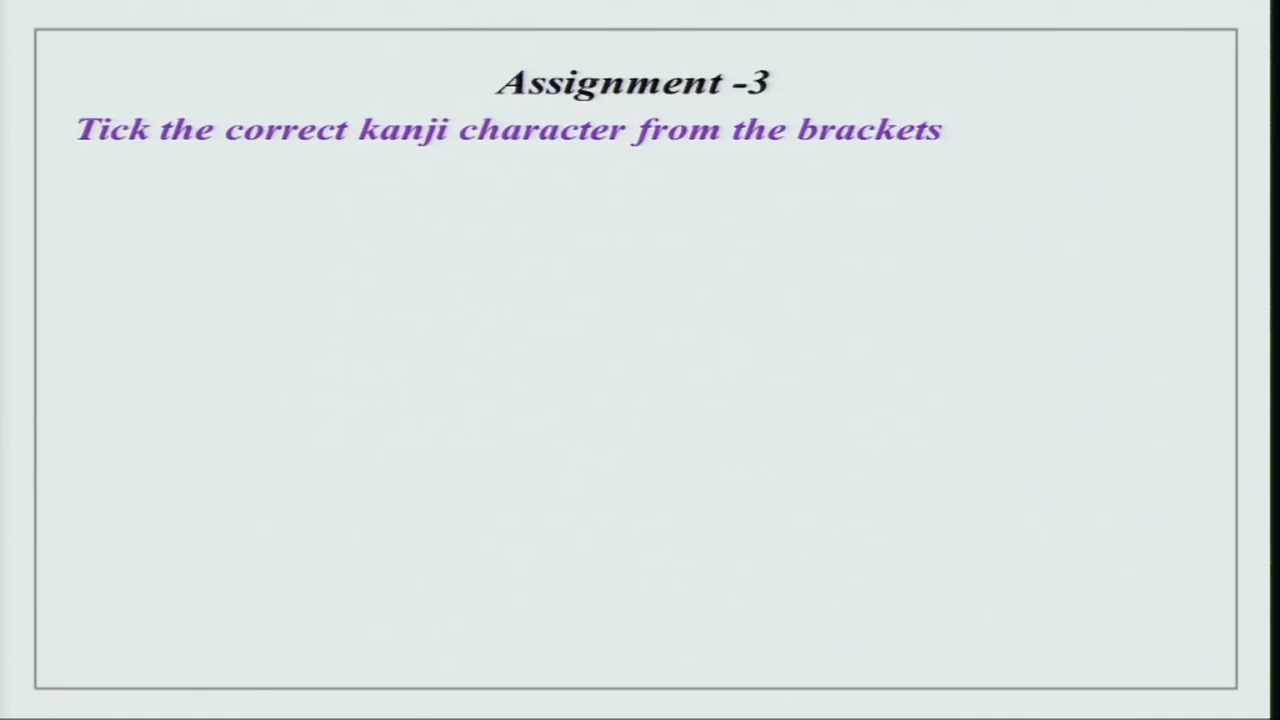 Assignment -3
Tick the correct kanji character from the brackets